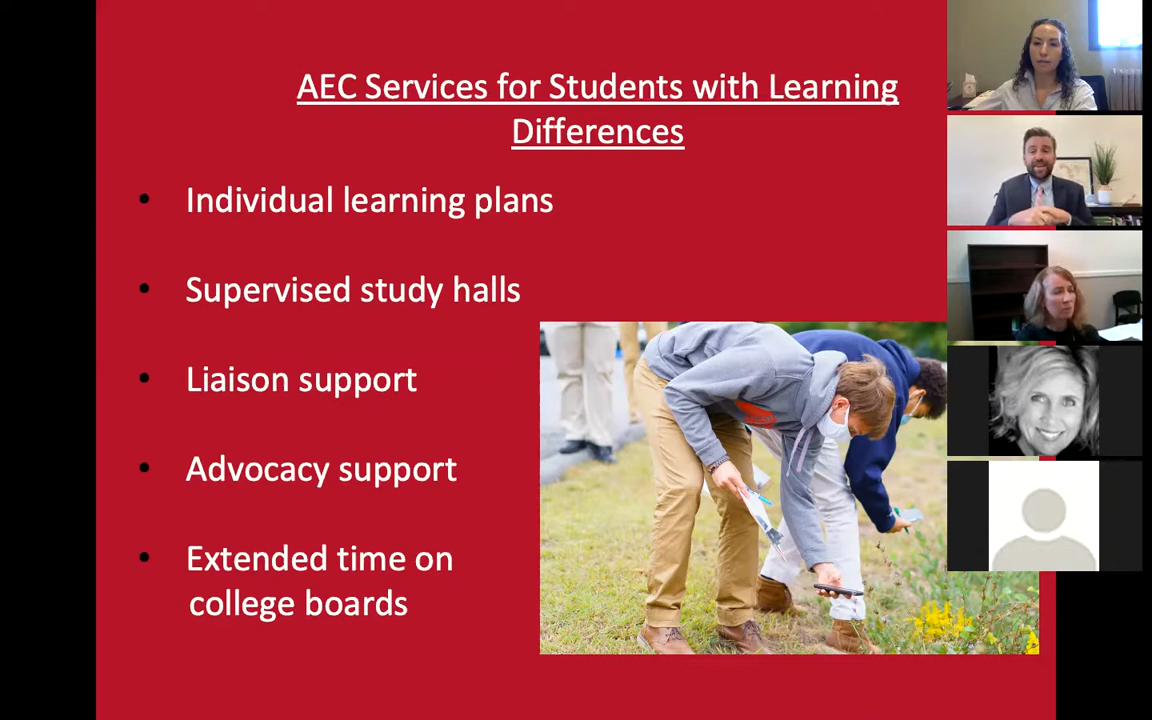 AEC Services for Students with Learning
Differences
• Individual learning plans
• Supervised study halls
• Liaison support
• Advocacy support
• Extended time on
college boards